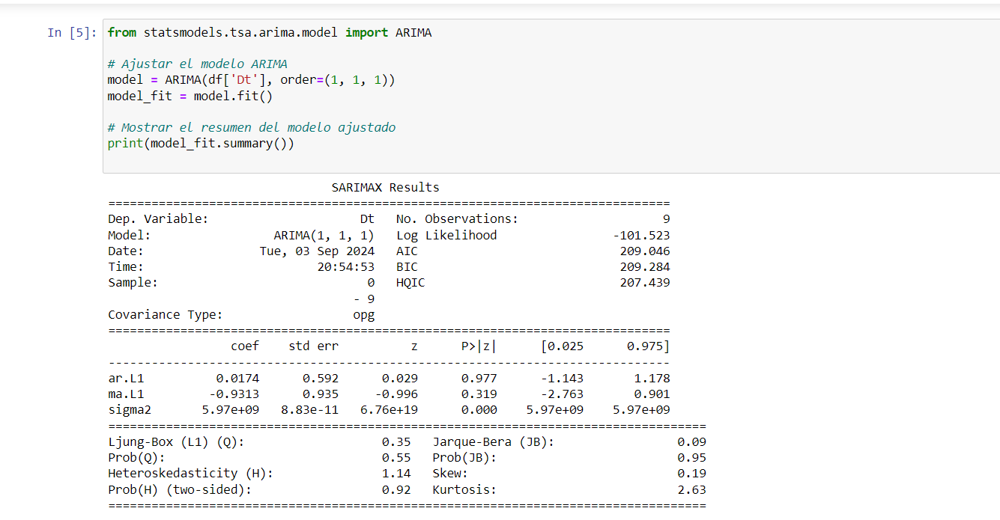 In [5]: from statsmodels.tsa.arima.model import ARIMA
# Ajustar el modelo ARIMA
model = ARIMA(df['Dt'], order=(1, 1, 1))
model_fit = model.fit()
# Mostrar el resumen del modelo ajustado
print(model_fit.summary())
SARIMAX Results
==============================================================================
Dep. Variable:                     Dt   No. Observations:                    9
Model:                 ARIMA(1, 1, 1)   Log Likelihood                -101.523
Date:                Tue, 03 Sep 2024   AIC                            209.046
Time:                        20:54:53   BIC                            209.284
Sample:                             0   HQIC                           207.439
                                  - 9
Covariance Type:                  opg
==============================================================================
                 coef    std err          z      P>|z|      [0.025      0.975]
------------------------------------------------------------------------------
ar.L1          0.0174      0.592      0.029      0.977      -1.143       1.178
ma.L1         -0.9313      0.935     -0.996      0.319      -2.763       0.901
sigma2       5.97e+09   8.83e-11   6.76e+19      0.000    5.97e+09    5.97e+09
===================================================================================
Ljung-Box (L1) (Q):                   0.35   Jarque-Bera (JB):                 0.09
Prob(Q):                              0.55   Prob(JB):                         0.95
Heteroskedasticity (H):               1.14   Skew:                             0.19
Prob(H) (two-sided):                  0.92   Kurtosis:                         2.63
===================================================================================